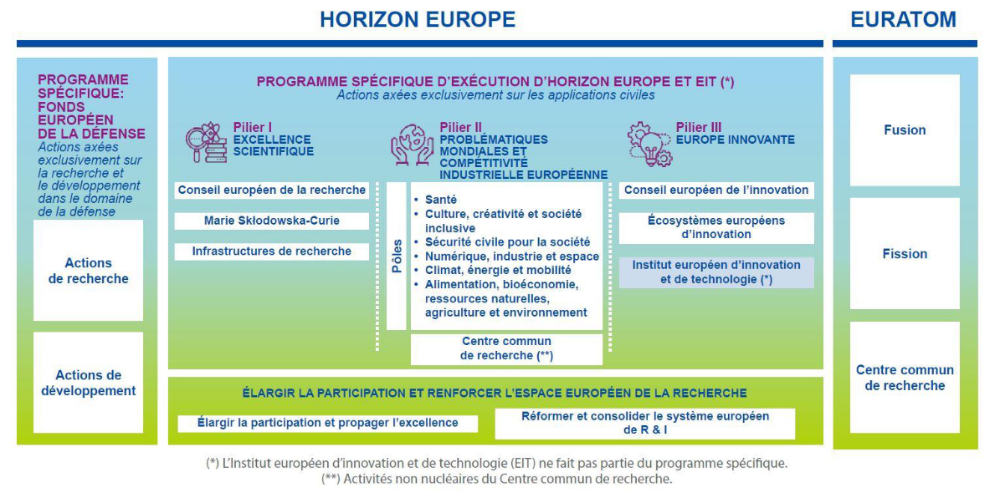 HORIZON EUROPE
EURATOM
PROGRAMME
SPÉCIFIQUE:
FONDS
EUROPÉEN
DE LA DÉFENSE
Actions axées
exclusivement sur
la recherche et
le développement
dans le domaine
de la défense
Actions
de recherche
Actions de
développement
PROGRAMME SPÉCIFIQUE D’EXÉCUTION D’HORIZON EUROPE ET EIT (*)
Actions axées exclusivement sur les applications civiles
Pilier I
EXCELLENCE
SCIENTIFIQUE
Conseil européen de la recherche
Marie Skłodowska-Curie
Infrastructures de recherche
Pilier II
PROBLÉMATIQUES
MONDIALES ET
COMPÉTITIVITÉ
INDUSTRIELLE EUROPÉENNE
Pôles
• Santé
• Culture, créativité et société
inclusive
• Sécurité civile pour la société
• Numérique, industrie et espace
• Climat, énergie et mobilité
• Alimentation, bioéconomie,
ressources naturelles,
agriculture et environnement
Centre commun
de recherche (**)
Pilier III
EUROPE INNOVANTE
Conseil européen de l’innovation
Écosystèmes européens
d’innovation
Institut européen d’innovation
et de technologie (*)
ÉLARGIR LA PARTICIPATION ET RENFORCER L’ESPACE EUROPÉEN DE LA RECHERCHE
Élargir la participation et propager l’excellence
Réformer et consolider le système européen
de R & I
Fusion
Fission
Centre commun
de recherche
(*) L’Institut européen d’innovation et de technologie (EIT) ne fait pas partie du programme spécifique.
(**) Activités non nucléaires du Centre commun de recherche.